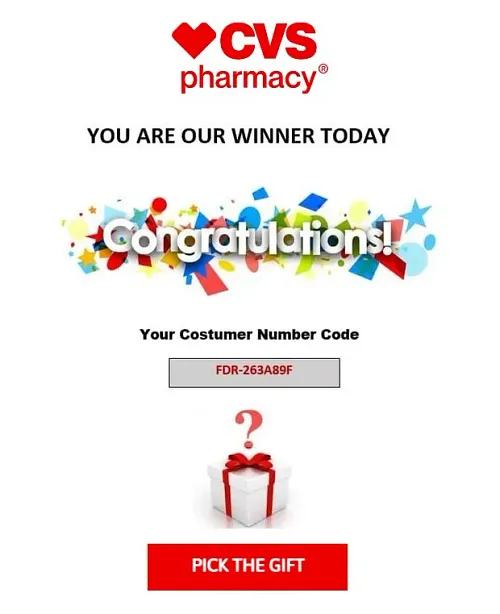 CVS
pharmacy®
YOU ARE OUR WINNER TODAY
Congratulations!
Your Costumer Number Code
FDR-263A89F
?
PICK THE GIFT